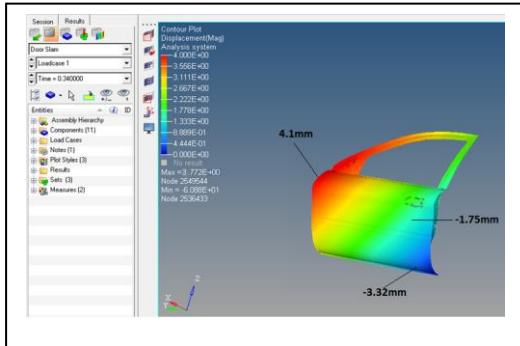 Session Results
Door Slam
Loadcase 1
Time = 0.340000
Entities ID
Assembly Hierarchy
Components (11)
Load Cases
Notes (1)
Plot Styles (3)
Results
Sets (3)
Measures (2)
Contour Plot
Displacement(Mag)
Analysis system
4.000E+00
3.556E+00
3.111E+00
2.667E+00
2.222E+00
1.778E+00
1.333E+00
8.889E-01
4.444E-01
0.000E+00
No result
Max = 3.772E+00
Node 2549544
Min = -6.088E+01
Node 2536433
4.1mm
-1.75mm
-3.32mm
Z
X
Y